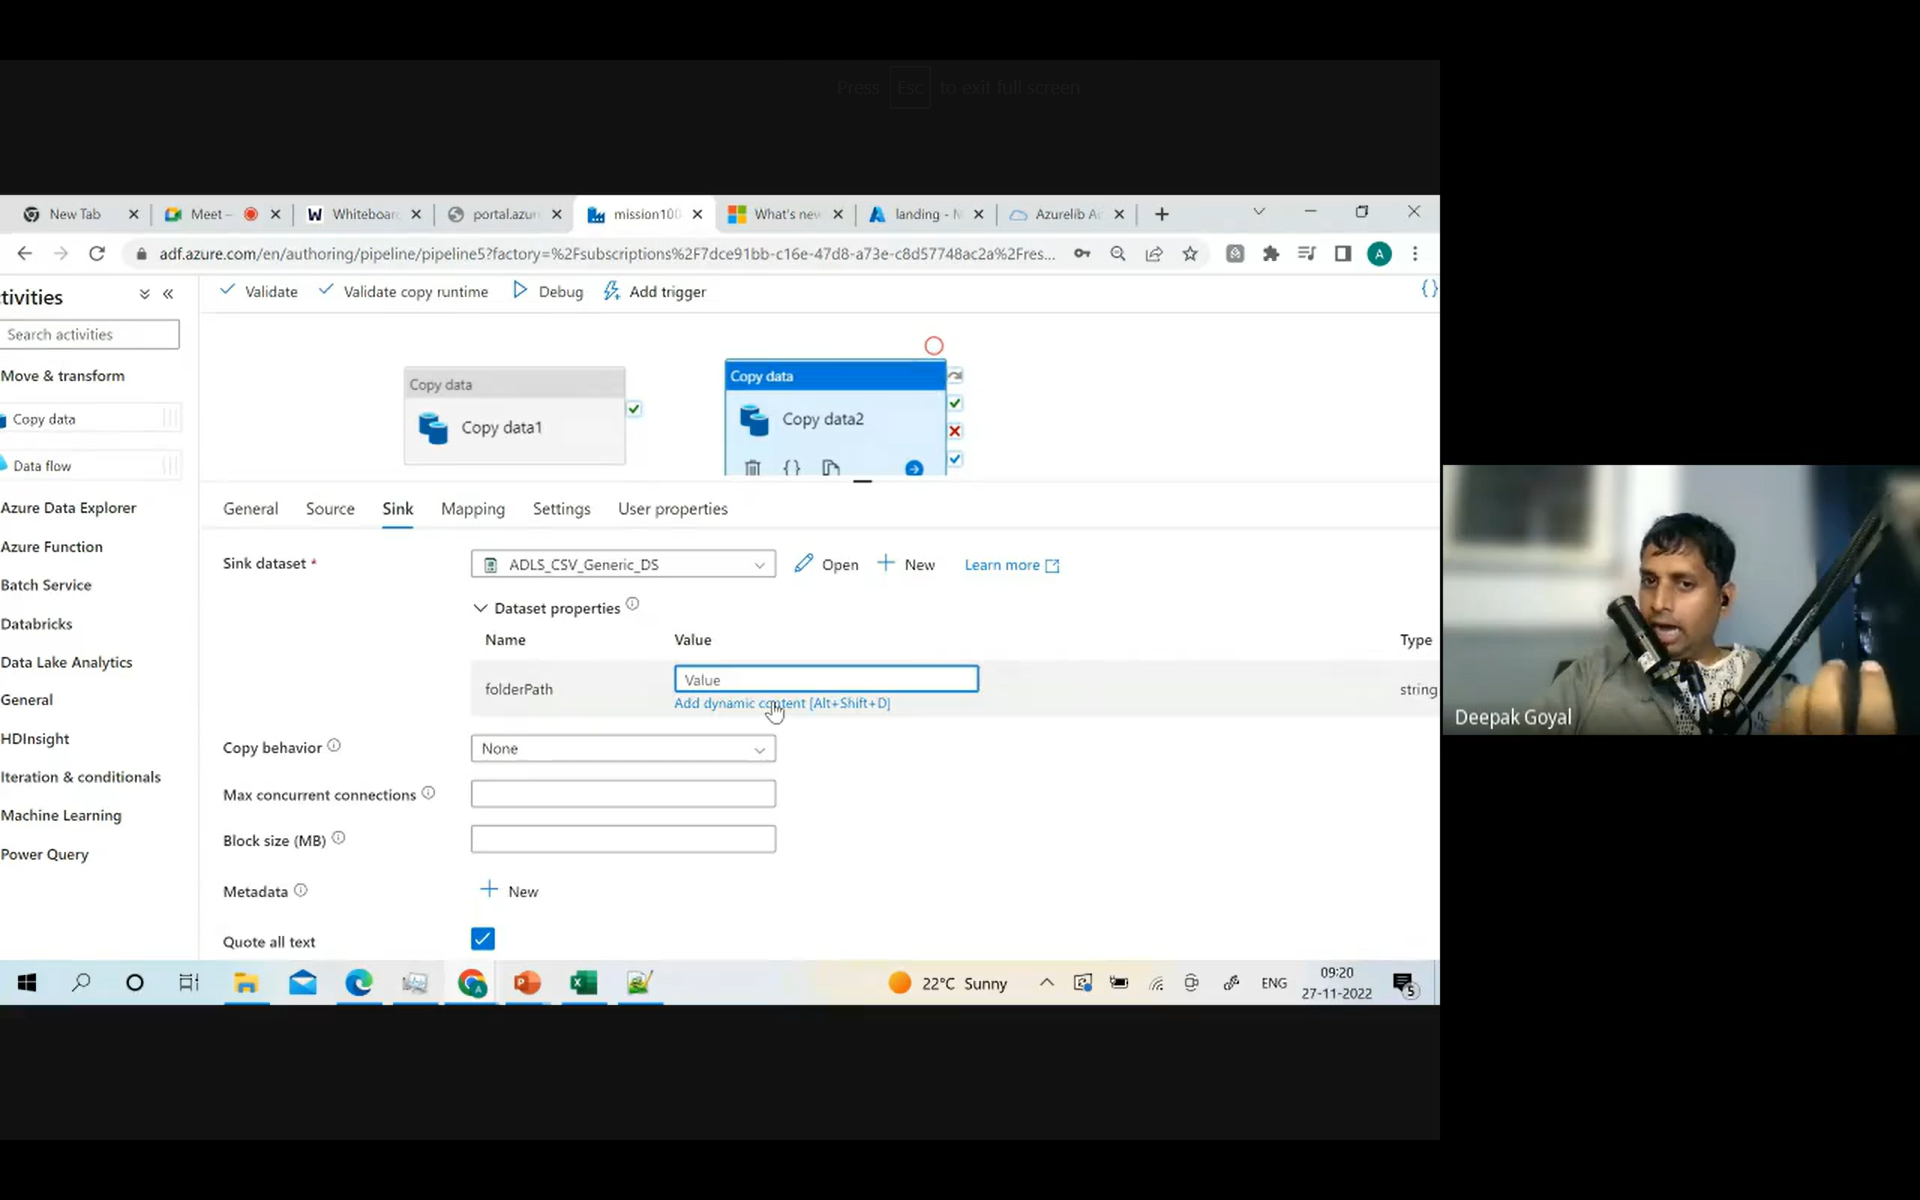 Press Esc to exit full screen
New Tab
Meet –
Whiteboar
portal.azur
mission100
What's new
landing - M
Azurelib A
adf.azure.com/en/authoring/pipeline/pipeline5?factory=%2Fsubscriptions%2F7dce91bb-c16e-47d8-a73e-c8d57748ac2a%2Fres...
A
tivities
Validate
Validate copy runtime
Debug
Add trigger
{}
Search activities
Move & transform
Copy data
Data flow
Azure Data Explorer
Azure Function
Batch Service
Databricks
Data Lake Analytics
General
HDInsight
Iteration & conditionals
Machine Learning
Power Query
Copy data
Copy data1
Copy data
Copy data2
{}
General
Source
Sink
Mapping
Settings
User properties
Sink dataset *
ADLS_CSV_Generic_DS
Open
New
Learn more
Dataset properties
Name
Value
Type
folderPath
Value
string
Add dynamic content [Alt+Shift+D]
Copy behavior
None
Max concurrent connections
Block size (MB)
Metadata
New
Quote all text
Deepak Goyal
22°C Sunny
ENG
09:20
27-11-2022
5